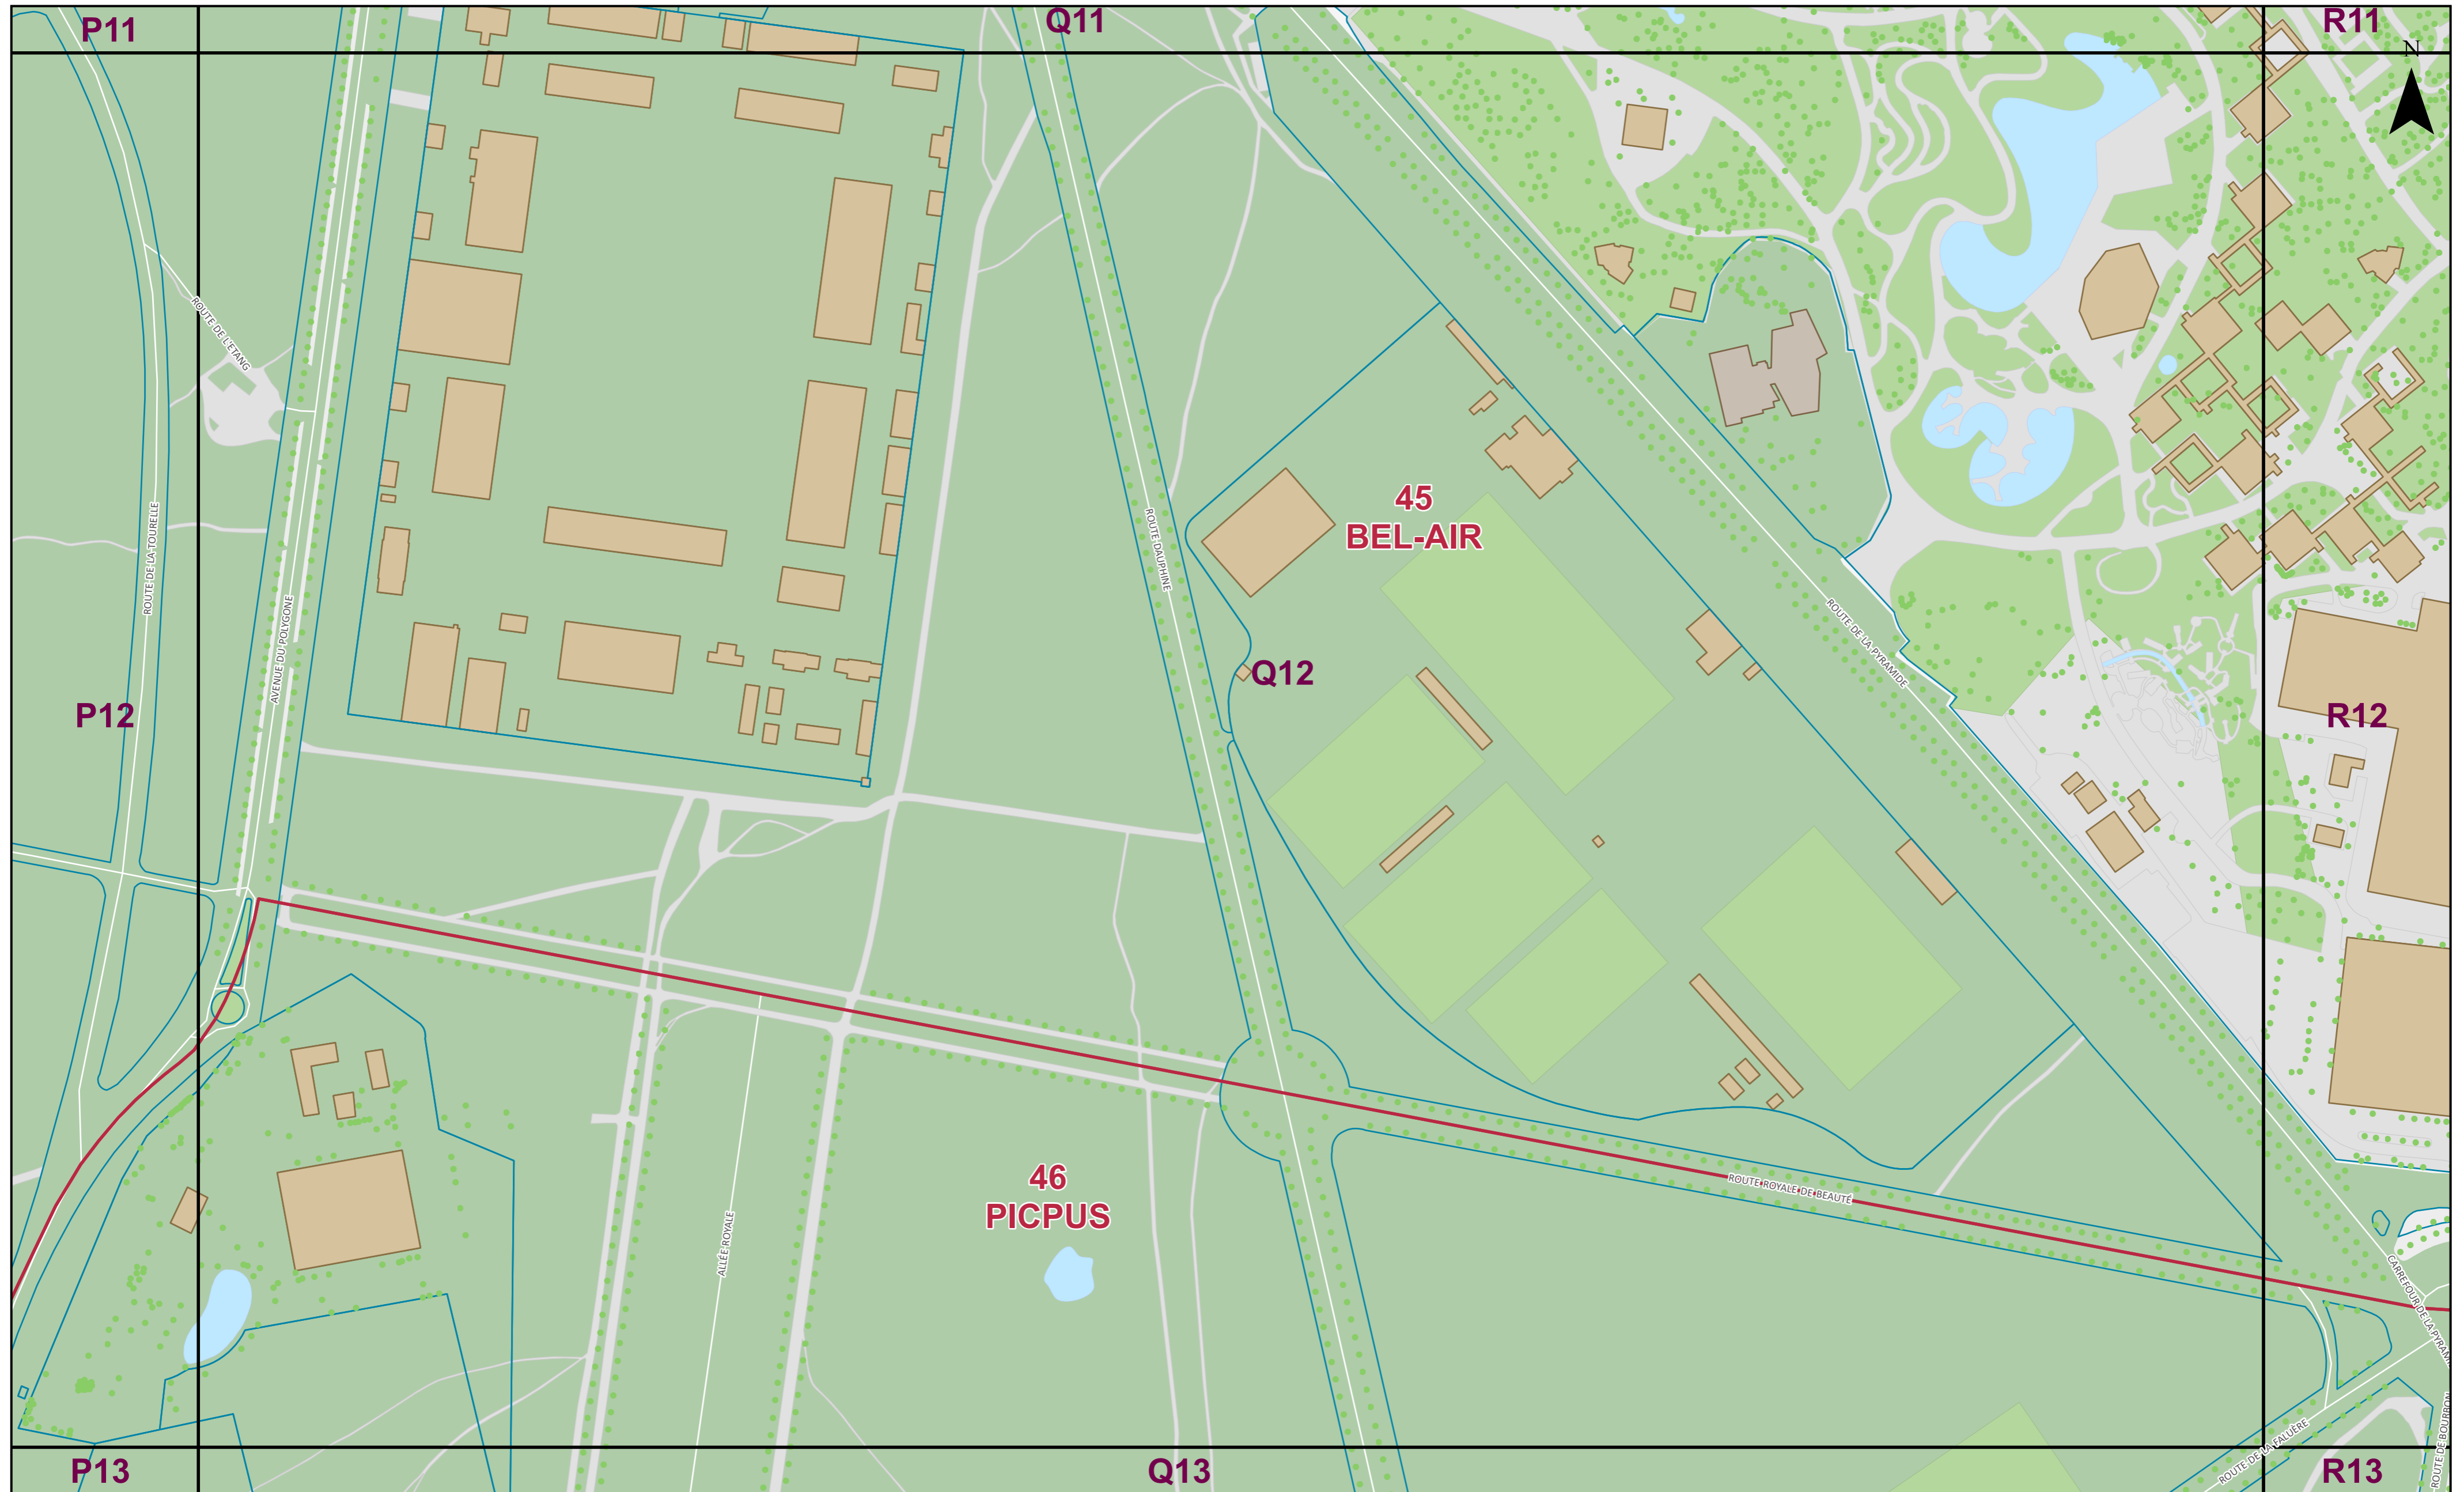 P11
Q11
R11
N
ROUTE DE L'ETANG
45
BEL-AIR
ROUTE DE LA TOURELLE
ROUTE DAUPHINE
AVENUE DU POLYGONE
ROUTE DE LA PYRAMIDE
Q12
P12
R12
46
PICPUS
ROUTE ROYALE DE BEAUTÉ
ALLÉE ROYALE
CARREFOUR DE LA PYRAM
ROUTE DE LA FALUÈRE
ROUTE DE BOURBON
P13
Q13
R13